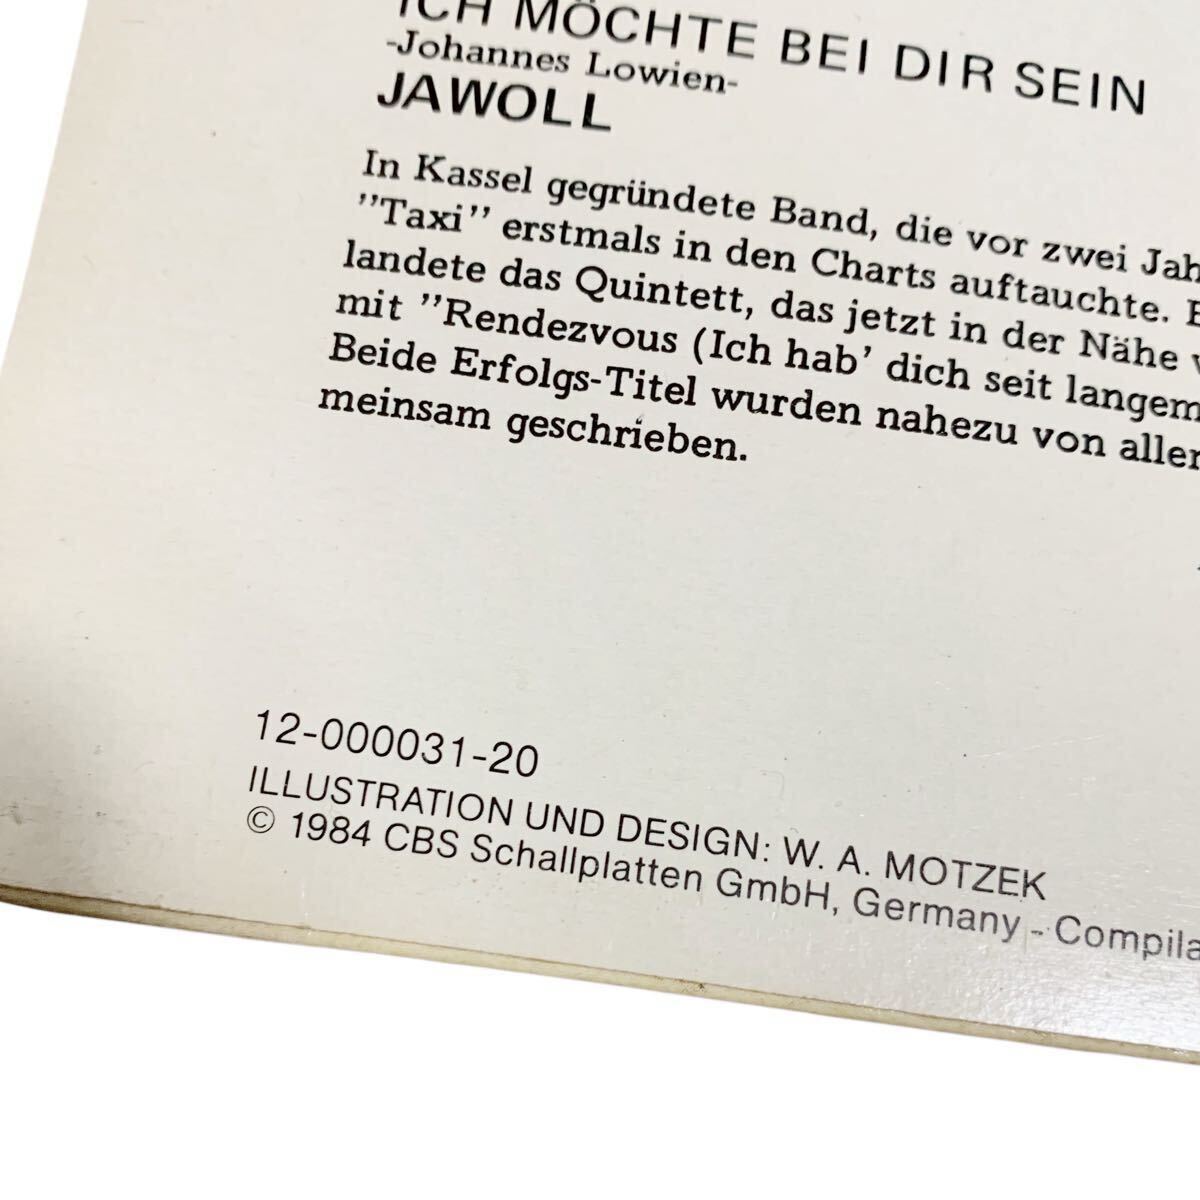 ICH MÖCHTE BEI DIR SEIN
-Johannes Lowien-
JAWOLL
In Kassel gegründete Band, die vor zwei Jah
"Taxi" erstmals in den Charts auftauchte. E
landete das Quintett, das jetzt in der Nähe
mit "Rendezvous (Ich hab' dich seit langem
Beide Erfolgs-Titel wurden nahezu von aller
meinsam geschrieben.
12-000031-20
ILLUSTRATION UND DESIGN: W. A. MOTZEK
© 1984 CBS Schallplatten GmbH, Germany - Compila